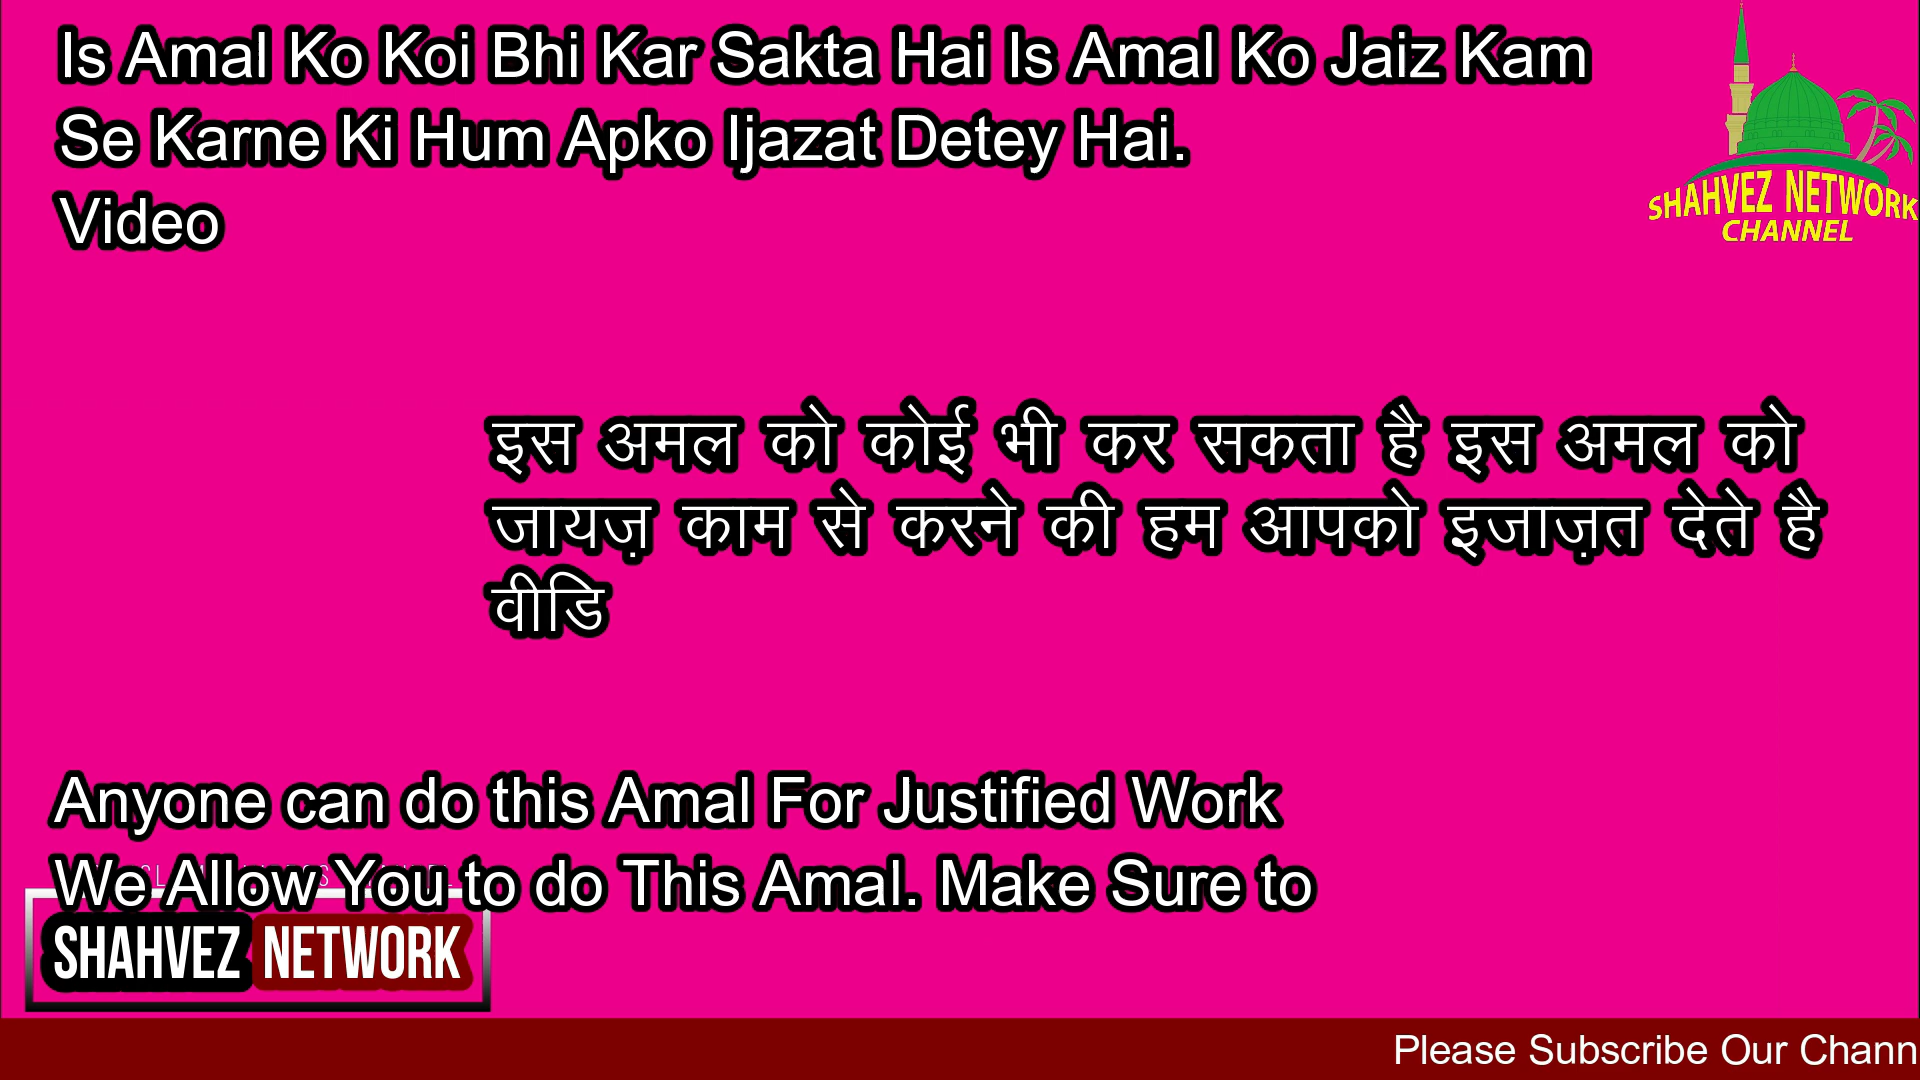 Is Amal Ko Koi Bhi Kar Sakta Hai Is Amal Ko Jaiz Kam
Se Karne Ki Hum Apko Ijazat Detey Hai.
Video
SHAHVEZ NETWORK
CHANNEL
इस अमल को कोई भी कर सकता है इस अमल को
जायज़ काम से करने की हम आपको इजाज़त देते है
वीडि
Anyone can do this Amal For Justified Work
We Allow You to do This Amal. Make Sure to
SHAHVEZ NETWORK
Please Subscribe Our Chann